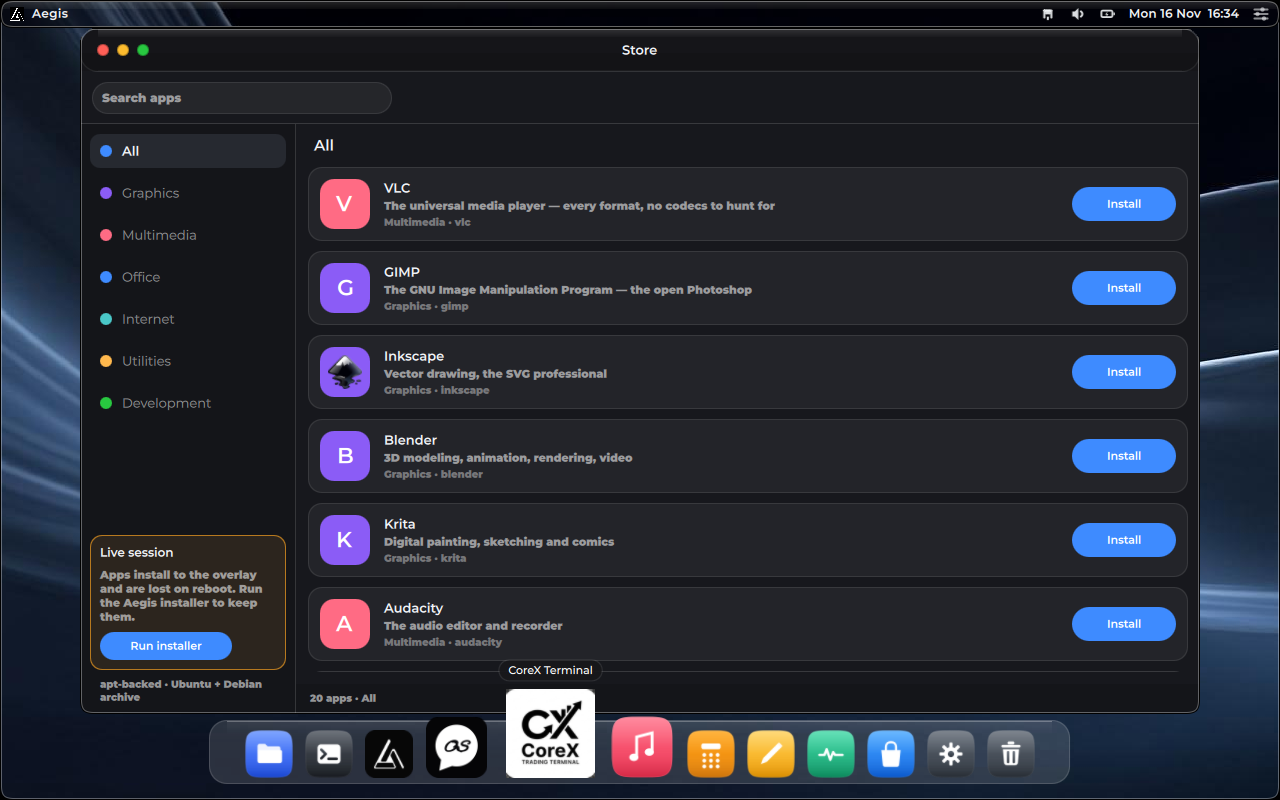 Aegis
Mon 16 Nov 16:34
Store
Search apps
All
Graphics
Multimedia
Office
Internet
Utilities
Development
Live session
Apps install to the overlay
and are lost on reboot. Run
the Aegis installer to keep
them.
Run installer
apt-backed • Ubuntu + Debian
archive
All
V
VLC
The universal media player — every format, no codecs to hunt for
Multimedia • vlc
Install
G
GIMP
The GNU Image Manipulation Program — the open Photoshop
Graphics • gimp
Install
Inkscape
Vector drawing, the SVG professional
Graphics • inkscape
Install
B
Blender
3D modeling, animation, rendering, video
Graphics • blender
Install
K
Krita
Digital painting, sketching and comics
Graphics • krita
Install
A
Audacity
The audio editor and recorder
Multimedia • audacity
Install
20 apps • All
CoreX Terminal
as
CX
CoreX
TRADING TERMINAL